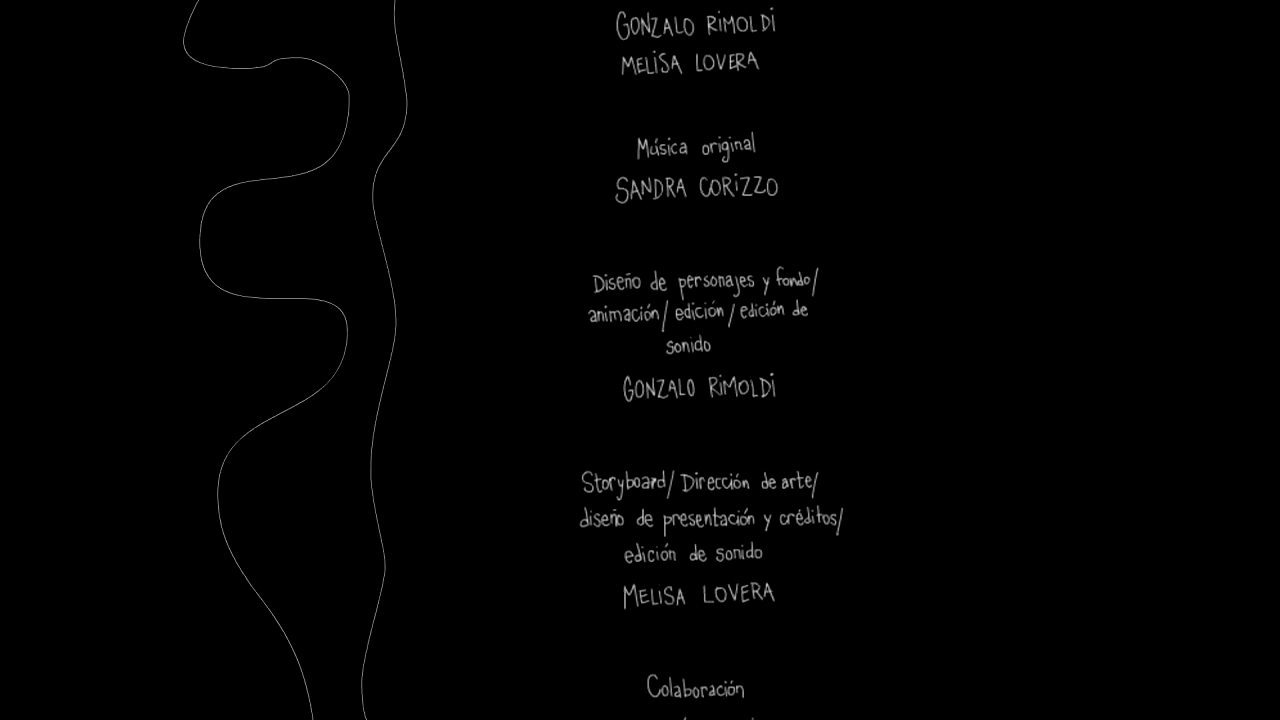 GONZALO RIMOLDI
MELISA LOVERA
Música original
SANDRA CORIZZO
Diseño de personajes y fondo/
animación/ edición / edición de
sonido
GONZALO RIMOLDI
Storyboard/ Dirección de arte/
diseño de presentación y créditos/
edición de sonido
MELISA LOVERA
Colaboración